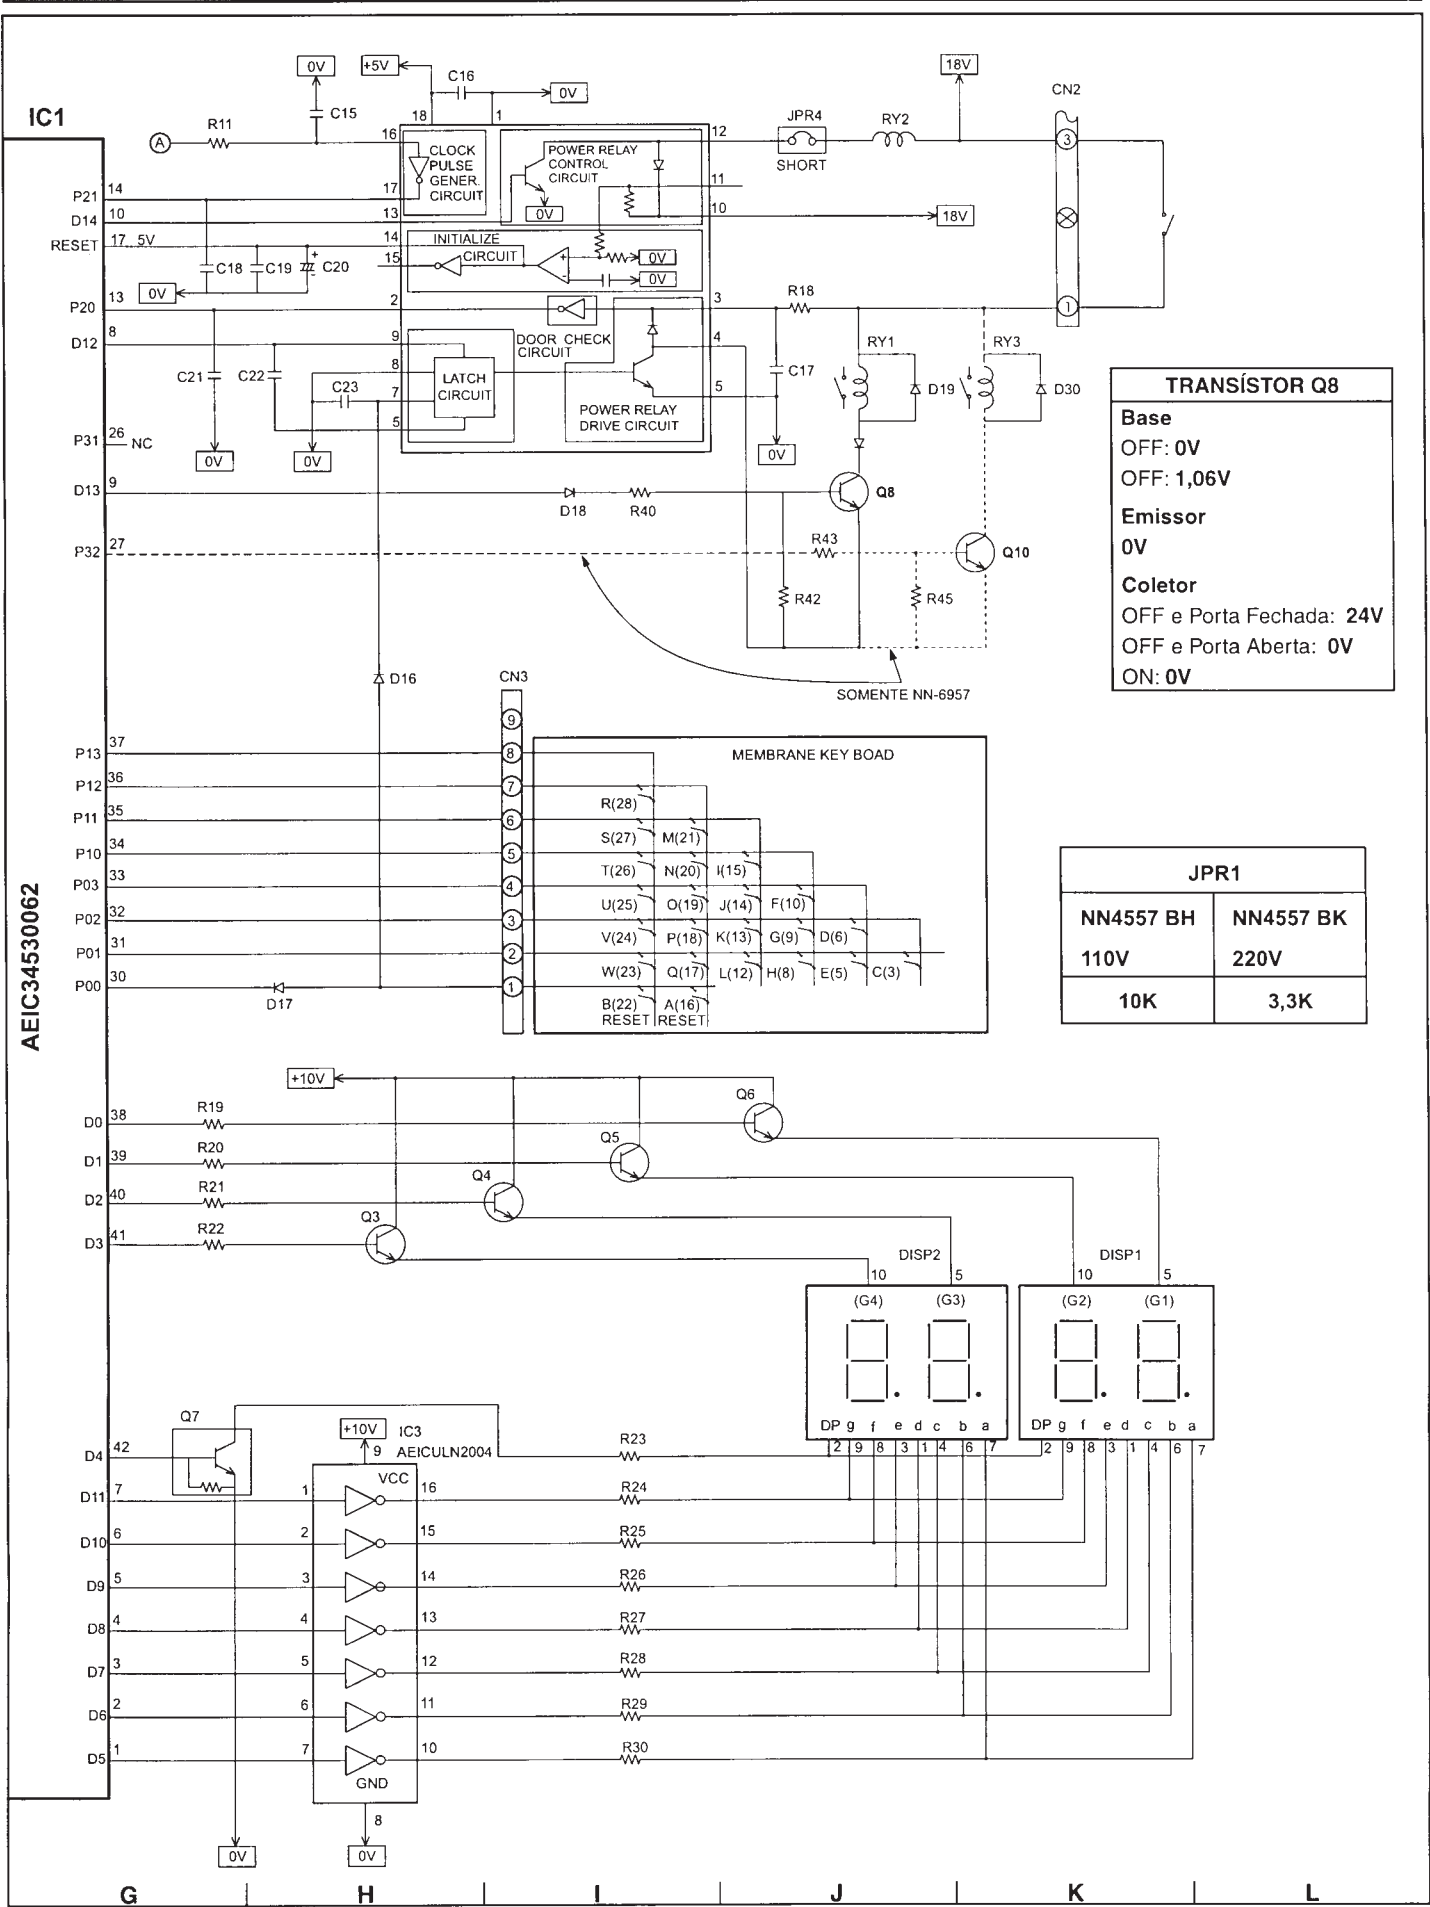 IC1
AEIC34530062
0V
+5V
C16
0V
18V
CN2
R11
C15
A
18
1
16
12
JPR4
SHORT
RY2
3
CLOCK
PULSE
GENER.
CIRCUIT
POWER RELAY
CONTROL
CIRCUIT
0V
11
10
18V
P21 14
17
D14 10
13
RESET 17 5V
14
15
INITIALIZE
CIRCUIT
+
-
0V
0V
C18
C19
+
-
C20
0V
P20 13
2
3
R18
1
D12 8
9
8
7
5
DOOR CHECK
CIRCUIT
4
5
LATCH
CIRCUIT
POWER RELAY
DRIVE CIRCUIT
C21
C22
C23
C17
RY1
D19
RY3
D30
P31 26 NC
0V
0V
0V
D13 9
D18
R40
Q8
P32 27
R43
Q10
R42
R45
SOMENTE NN-6957
TRANSÍSTOR Q8
Base
OFF: 0V
OFF: 1,06V
Emissor
0V
Coletor
OFF e Porta Fechada: 24V
OFF e Porta Aberta: 0V
ON: 0V
D16
CN3
9
MEMBRANE KEY BOAD
P13 37
8
P12 36
7
R(28)
P11 35
6
S(27) M(21)
P10 34
5
T(26) N(20) I(15)
P03 33
4
U(25) O(19) J(14) F(10)
P02 32
3
V(24) P(18) K(13) G(9) D(6)
P01 31
2
W(23) Q(17) L(12) H(8) E(5) C(3)
P00 30
D17
1
B(22) A(16)
RESET RESET
JPR1
NN4557 BH NN4557 BK
110V 220V
10K 3,3K
+10V
Q6
D0 38 R19
Q5
D1 39 R20
Q4
D2 40 R21
Q3
D3 41 R22
DISP2
DISP1
10 5 10 5
(G4) (G3) (G2) (G1)
DP g f e d c b a
DP g f e d c b a
2 9 8 3 1 4 6 7
2 9 8 3 1 4 6 7
Q7
+10V
IC3
AEICULN2004
9
VCC
D4 42
R23
D11 7 1 16 R24
D10 6 2 15 R25
D9 5 3 14 R26
D8 4 4 13 R27
D7 3 5 12 R28
D6 2 6 11 R29
D5 1 7 10 R30
GND
8
0V
0V
G H I J K L